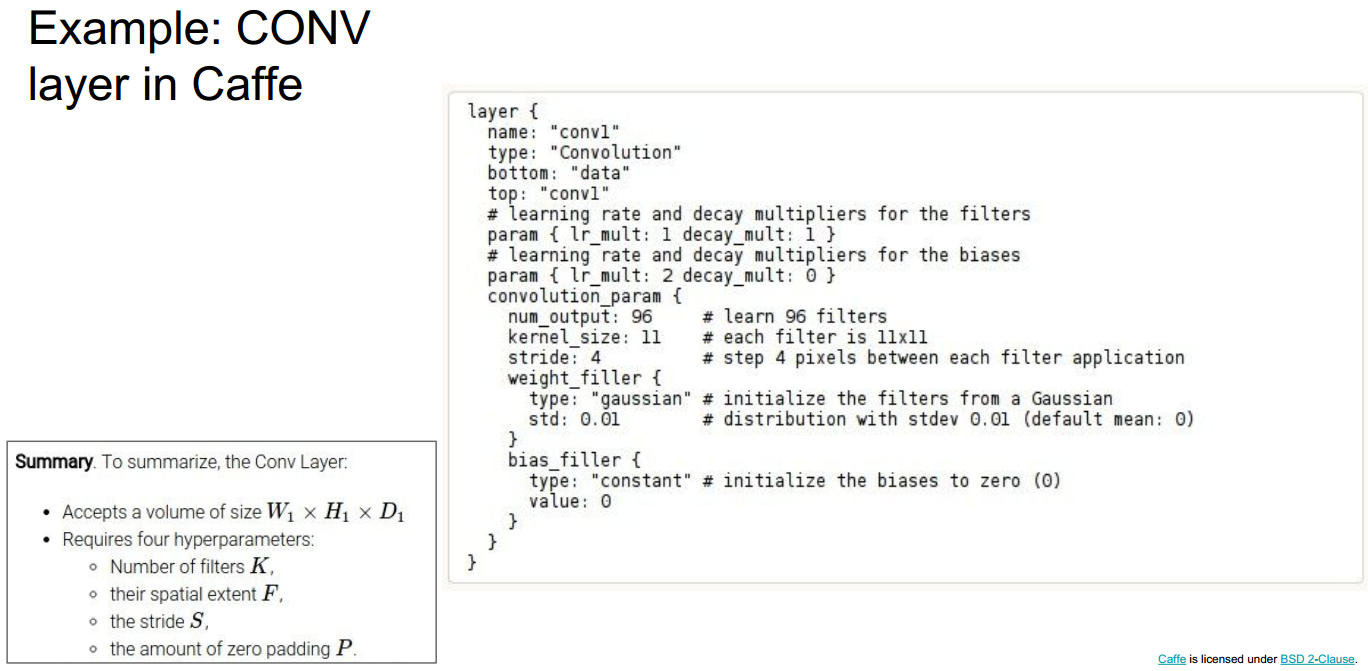 Example: CONV
layer in Caffe
layer {
  name: "conv1"
  type: "Convolution"
  bottom: "data"
  top: "conv1"
  # learning rate and decay multipliers for the filters
  param { lr_mult: 1 decay_mult: 1 }
  # learning rate and decay multipliers for the biases
  param { lr_mult: 2 decay_mult: 0 }
  convolution_param {
    num_output: 96     # learn 96 filters
    kernel_size: 11    # each filter is 11x11
    stride: 4          # step 4 pixels between each filter application
    weight_filler {
      type: "gaussian" # initialize the filters from a Gaussian
      std: 0.01        # distribution with stdev 0.01 (default mean: 0)
    }
    bias_filler {
      type: "constant" # initialize the biases to zero (0)
      value: 0
    }
  }
}
Summary. To summarize, the Conv Layer:
• Accepts a volume of size W₁ × H₁ × D₁
• Requires four hyperparameters:
◦ Number of filters K,
◦ their spatial extent F,
◦ the stride S,
◦ the amount of zero padding P.
Caffe is licensed under BSD 2-Clause.